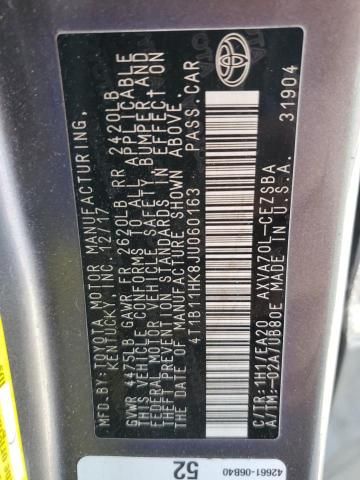 TOYOTA
MFD. BY: TOYOTA MOTOR MANUFACTURING,
KENTUCKY, INC. 12/17
GVWR 4475LB GAWR FR 2620LB RR 2420LB
THIS VEHICLE CONFORMS TO ALL APPLICABLE
FEDERAL MOTOR VEHICLE SAFETY, BUMPER, AND
THEFT PREVENTION STANDARDS IN EFFECT ON
THE DATE OF MANUFACTURE SHOWN ABOVE.
4T1B11HK8JU060163 PASS.CAR
C/TR:1H1/EA20 AXVA70L-CEZSBA
A/TM:-02A/UB80E U.S.A. 31904
42661-06B40
52